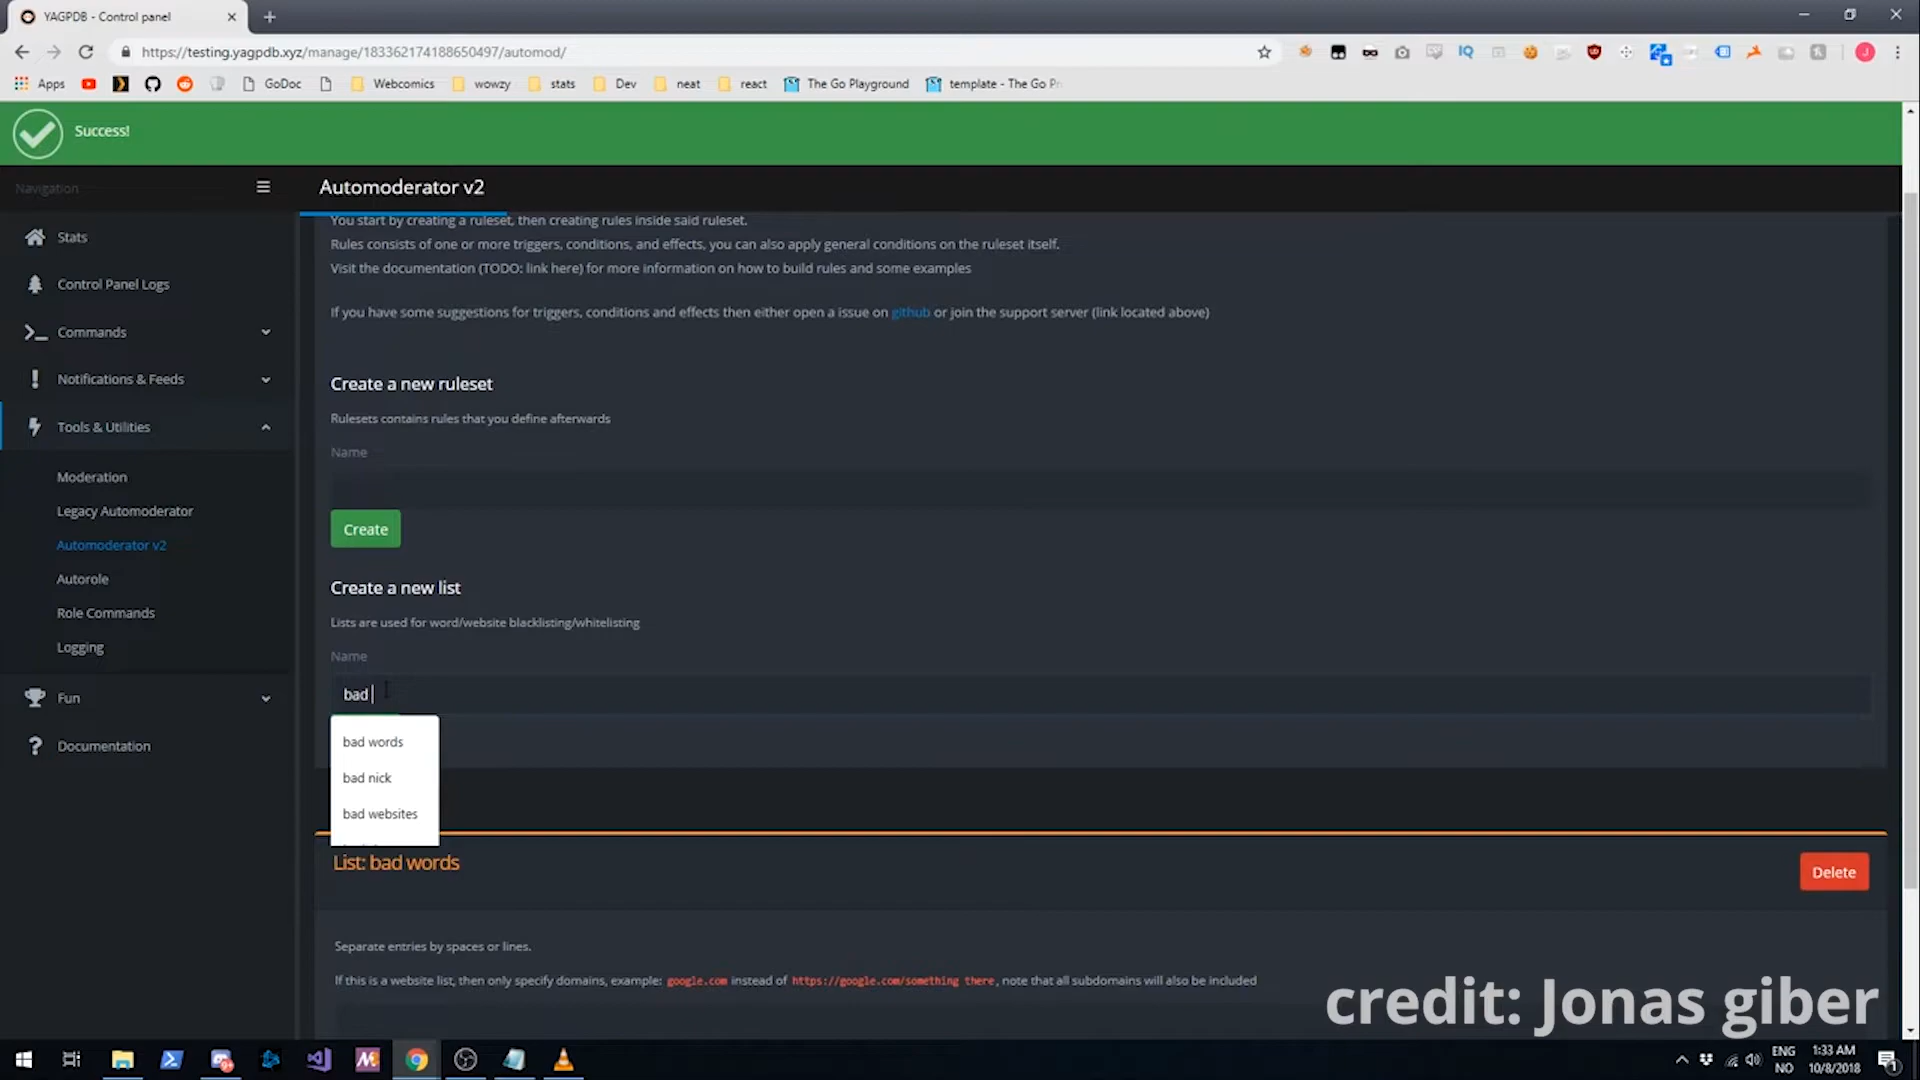 YAGPDB - Control panel
https://testing.yagpdb.xyz/manage/183362174188650497/automod/
Apps
GoDoc
Webcomics
wowzy
stats
Dev
neat
react
The Go Playground
template - The Go P
Success!
Navigation
Automoderator v2
Stats
Control Panel Logs
Commands
Notifications & Feeds
Tools & Utilities
Moderation
Legacy Automoderator
Automoderator v2
Autorole
Role Commands
Logging
Fun
Documentation
You start by creating a ruleset, then creating rules inside said ruleset.
Rules consists of one or more triggers, conditions, and effects, you can also apply general conditions on the ruleset itself.
Visit the documentation (TODO: link here) for more information on how to build rules and some examples
If you have some suggestions for triggers, conditions and effects then either open a issue on github or join the support server (link located above)
Create a new ruleset
Rulesets contains rules that you define afterwards
Name
Create
Create a new list
Lists are used for word/website blacklisting/whitelisting
Name
bad
bad words
bad nick
bad websites
List: bad words
Delete
Separate entries by spaces or lines.
If this is a website list, then only specify domains, example: google.com instead of https://google.com/something there, note that all subdomains will also be included
credit: Jonas giber
ENG
NO
1:33 AM
10/8/2018